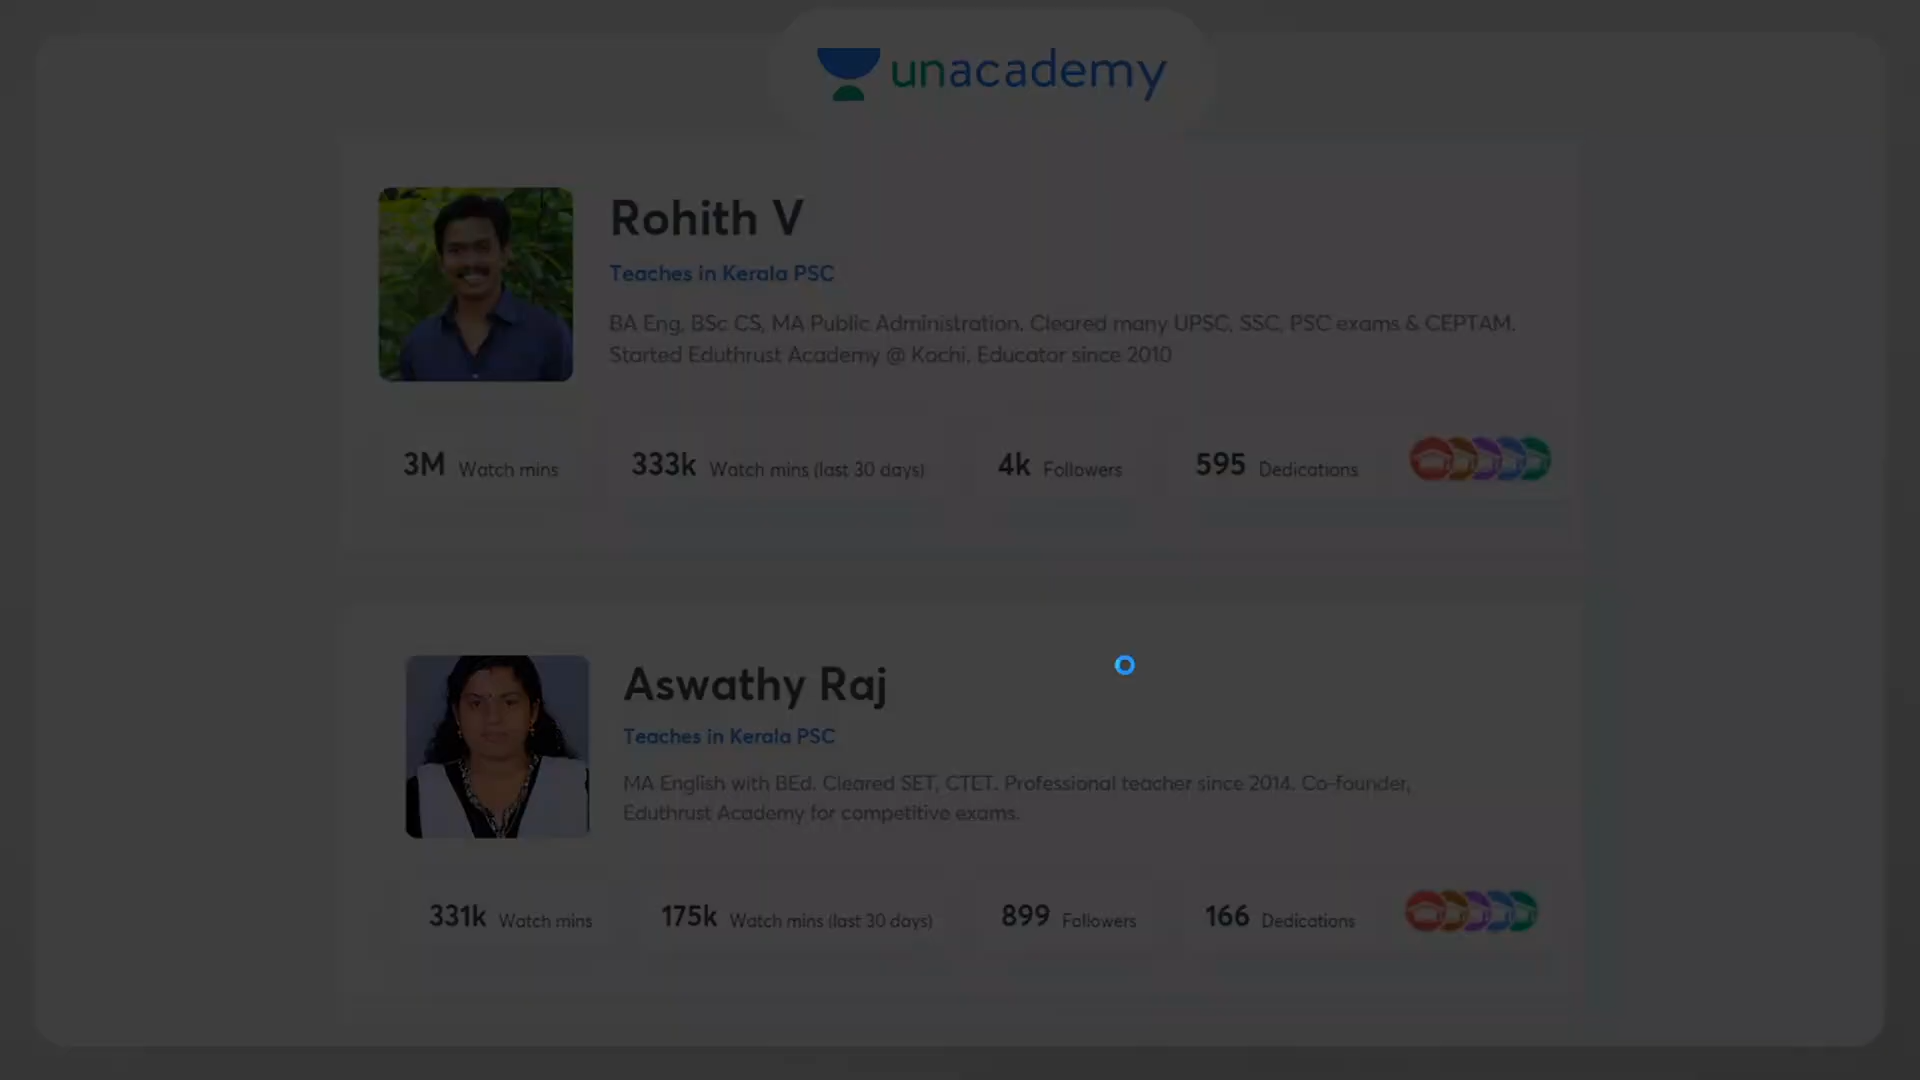 unacademy
Rohith V
Teaches in Kerala PSC
BA Eng, BSc CS, MA Public Administration. Cleared many UPSC, SSC, PSC exams & CEPTAM.
Started Eduthrust Academy @ Kochi. Educator since 2010
3M Watch mins 333k Watch mins (last 30 days) 4k Followers 595 Dedications
Aswathy Raj
Teaches in Kerala PSC
MA English with BEd. Cleared SET, CTET. Professional teacher since 2014. Co-founder,
Eduthrust Academy for competitive exams.
331k Watch mins 175k Watch mins (last 30 days) 899 Followers 166 Dedications